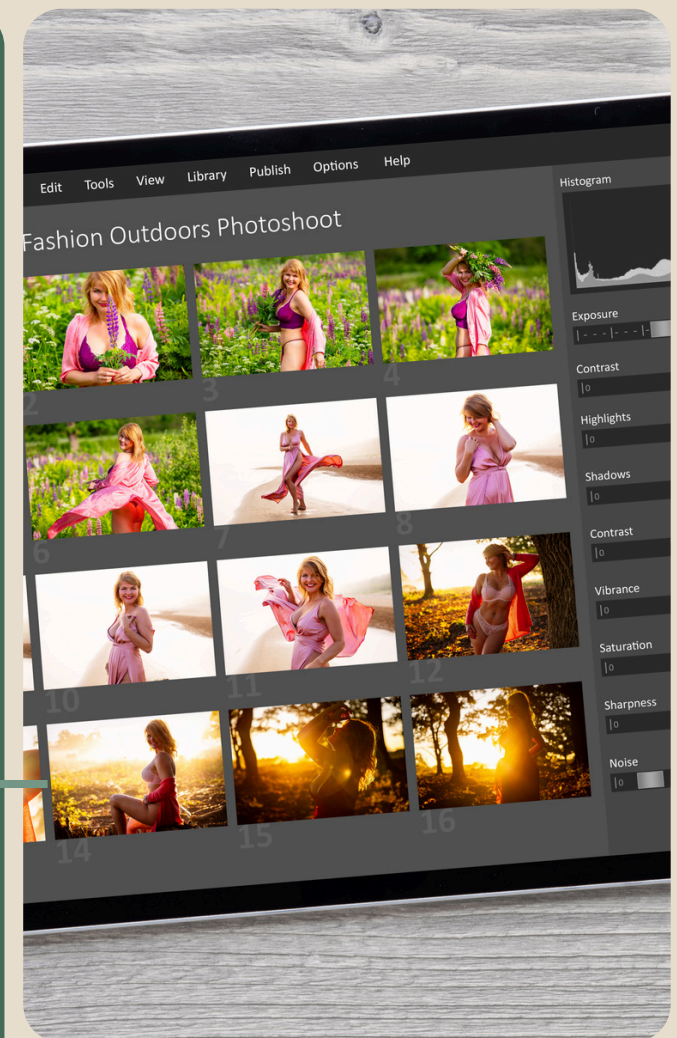 Edit Tools View Library Publish Options Help
Fashion Outdoors Photoshoot
Histogram
Exposure
Contrast
0
Highlights
0
Shadows
0
Contrast
0
Vibrance
0
Saturation
0
Sharpness
0
Noise
0
2 3 4
6 7 8
10 11 12
14 15 16